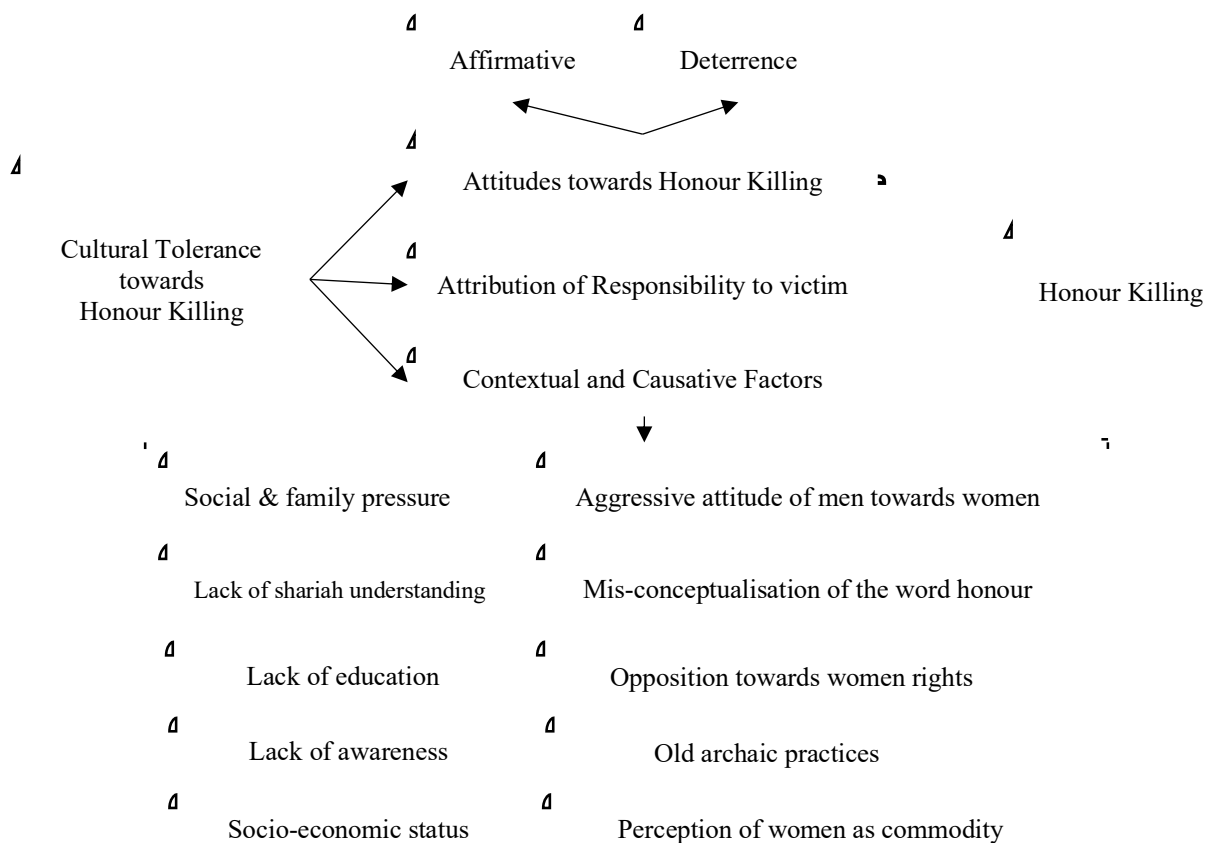 Affirmative
Deterrence
Attitudes towards Honour Killing
Cultural Tolerance
towards
Honour Killing
Attribution of Responsibility to victim
Honour Killing
Contextual and Causative Factors
Social & family pressure
Aggressive attitude of men towards women
Lack of shariah understanding
Mis-conceptualisation of the word honour
Lack of education
Opposition towards women rights
Lack of awareness
Old archaic practices
Socio-economic status
Perception of women as commodity